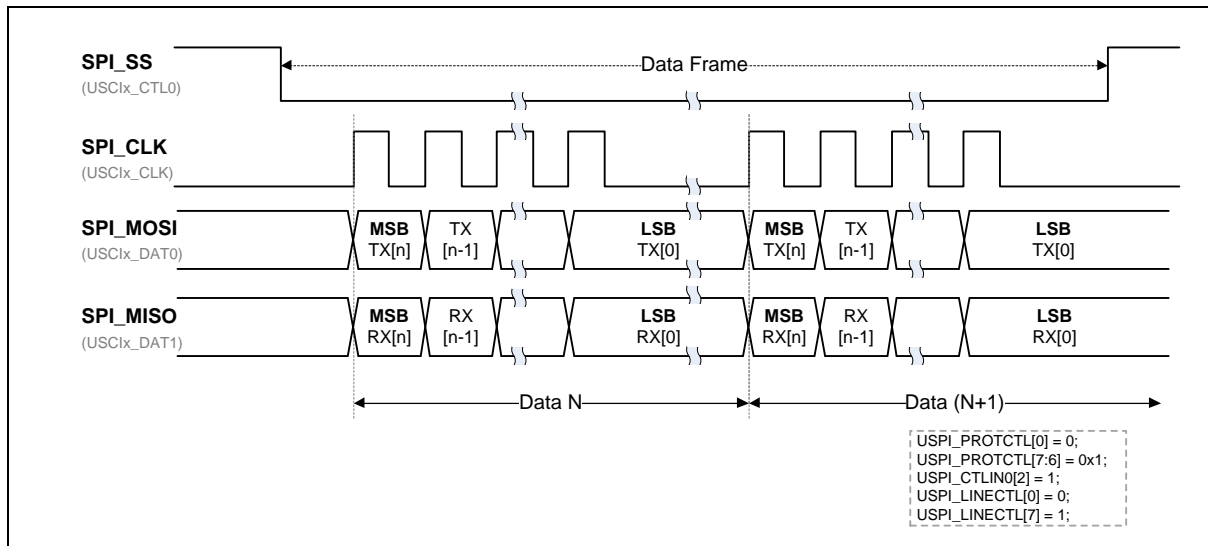 SPI_SS
(USCIx_CTL0)
Data Frame
SPI_CLK
(USCIx_CLK)
SPI_MOSI
(USCIx_DAT0)
MSB
TX[n]
TX
[n-1]
LSB
TX[0]
MSB
TX[n]
TX
[n-1]
LSB
TX[0]
SPI_MISO
(USCIx_DAT1)
MSB
RX[n]
RX
[n-1]
LSB
RX[0]
MSB
RX[n]
RX
[n-1]
LSB
RX[0]
Data N
Data (N+1)
USPI_PROTCTL[0] = 0;
USPI_PROTCTL[7:6] = 0x1;
USPI_CTLIN0[2] = 1;
USPI_LINECTL[0] = 0;
USPI_LINECTL[7] = 1;